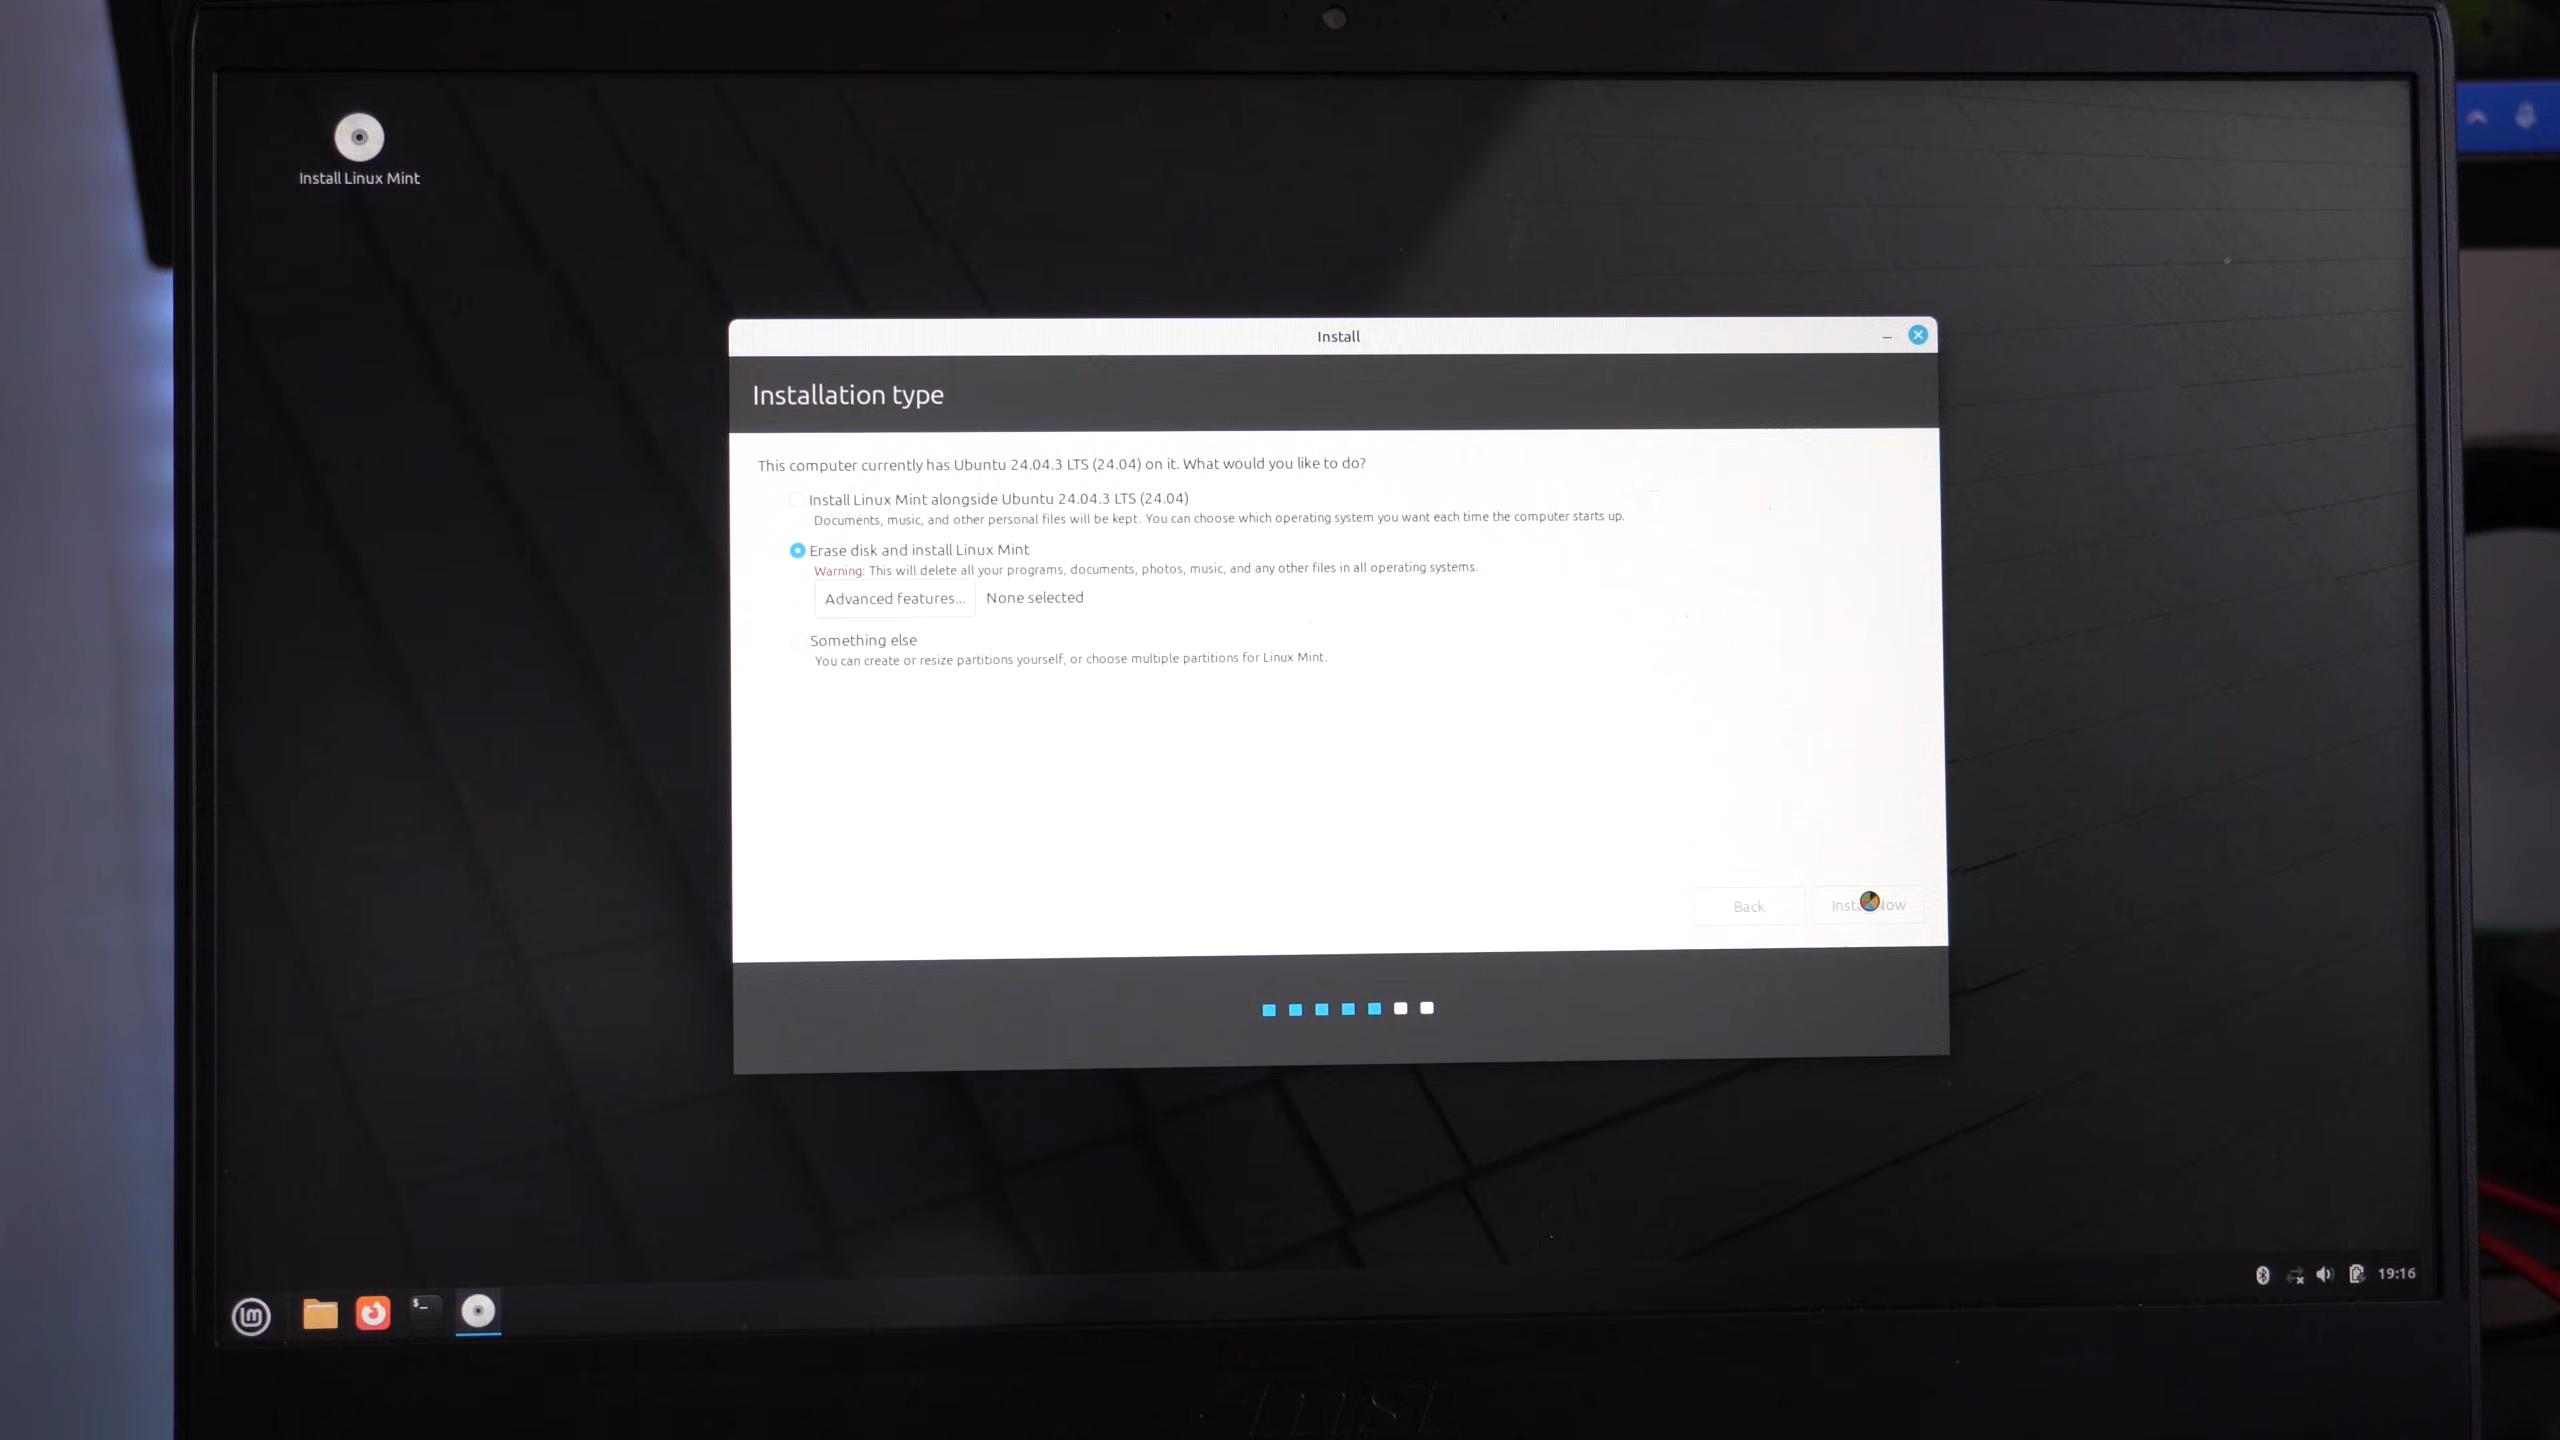 Install Linux Mint
Install
Installation type
This computer currently has Ubuntu 24.04.3 LTS (24.04) on it. What would you like to do?
Install Linux Mint alongside Ubuntu 24.04.3 LTS (24.04)
Documents, music, and other personal files will be kept. You can choose which operating system you want each time the computer starts up.
Erase disk and install Linux Mint
Warning: This will delete all your programs, documents, photos, music, and any other files in all operating systems.
Advanced features... None selected
Something else
You can create or resize partitions yourself, or choose multiple partitions for Linux Mint.
Back
$_
19:16
msi